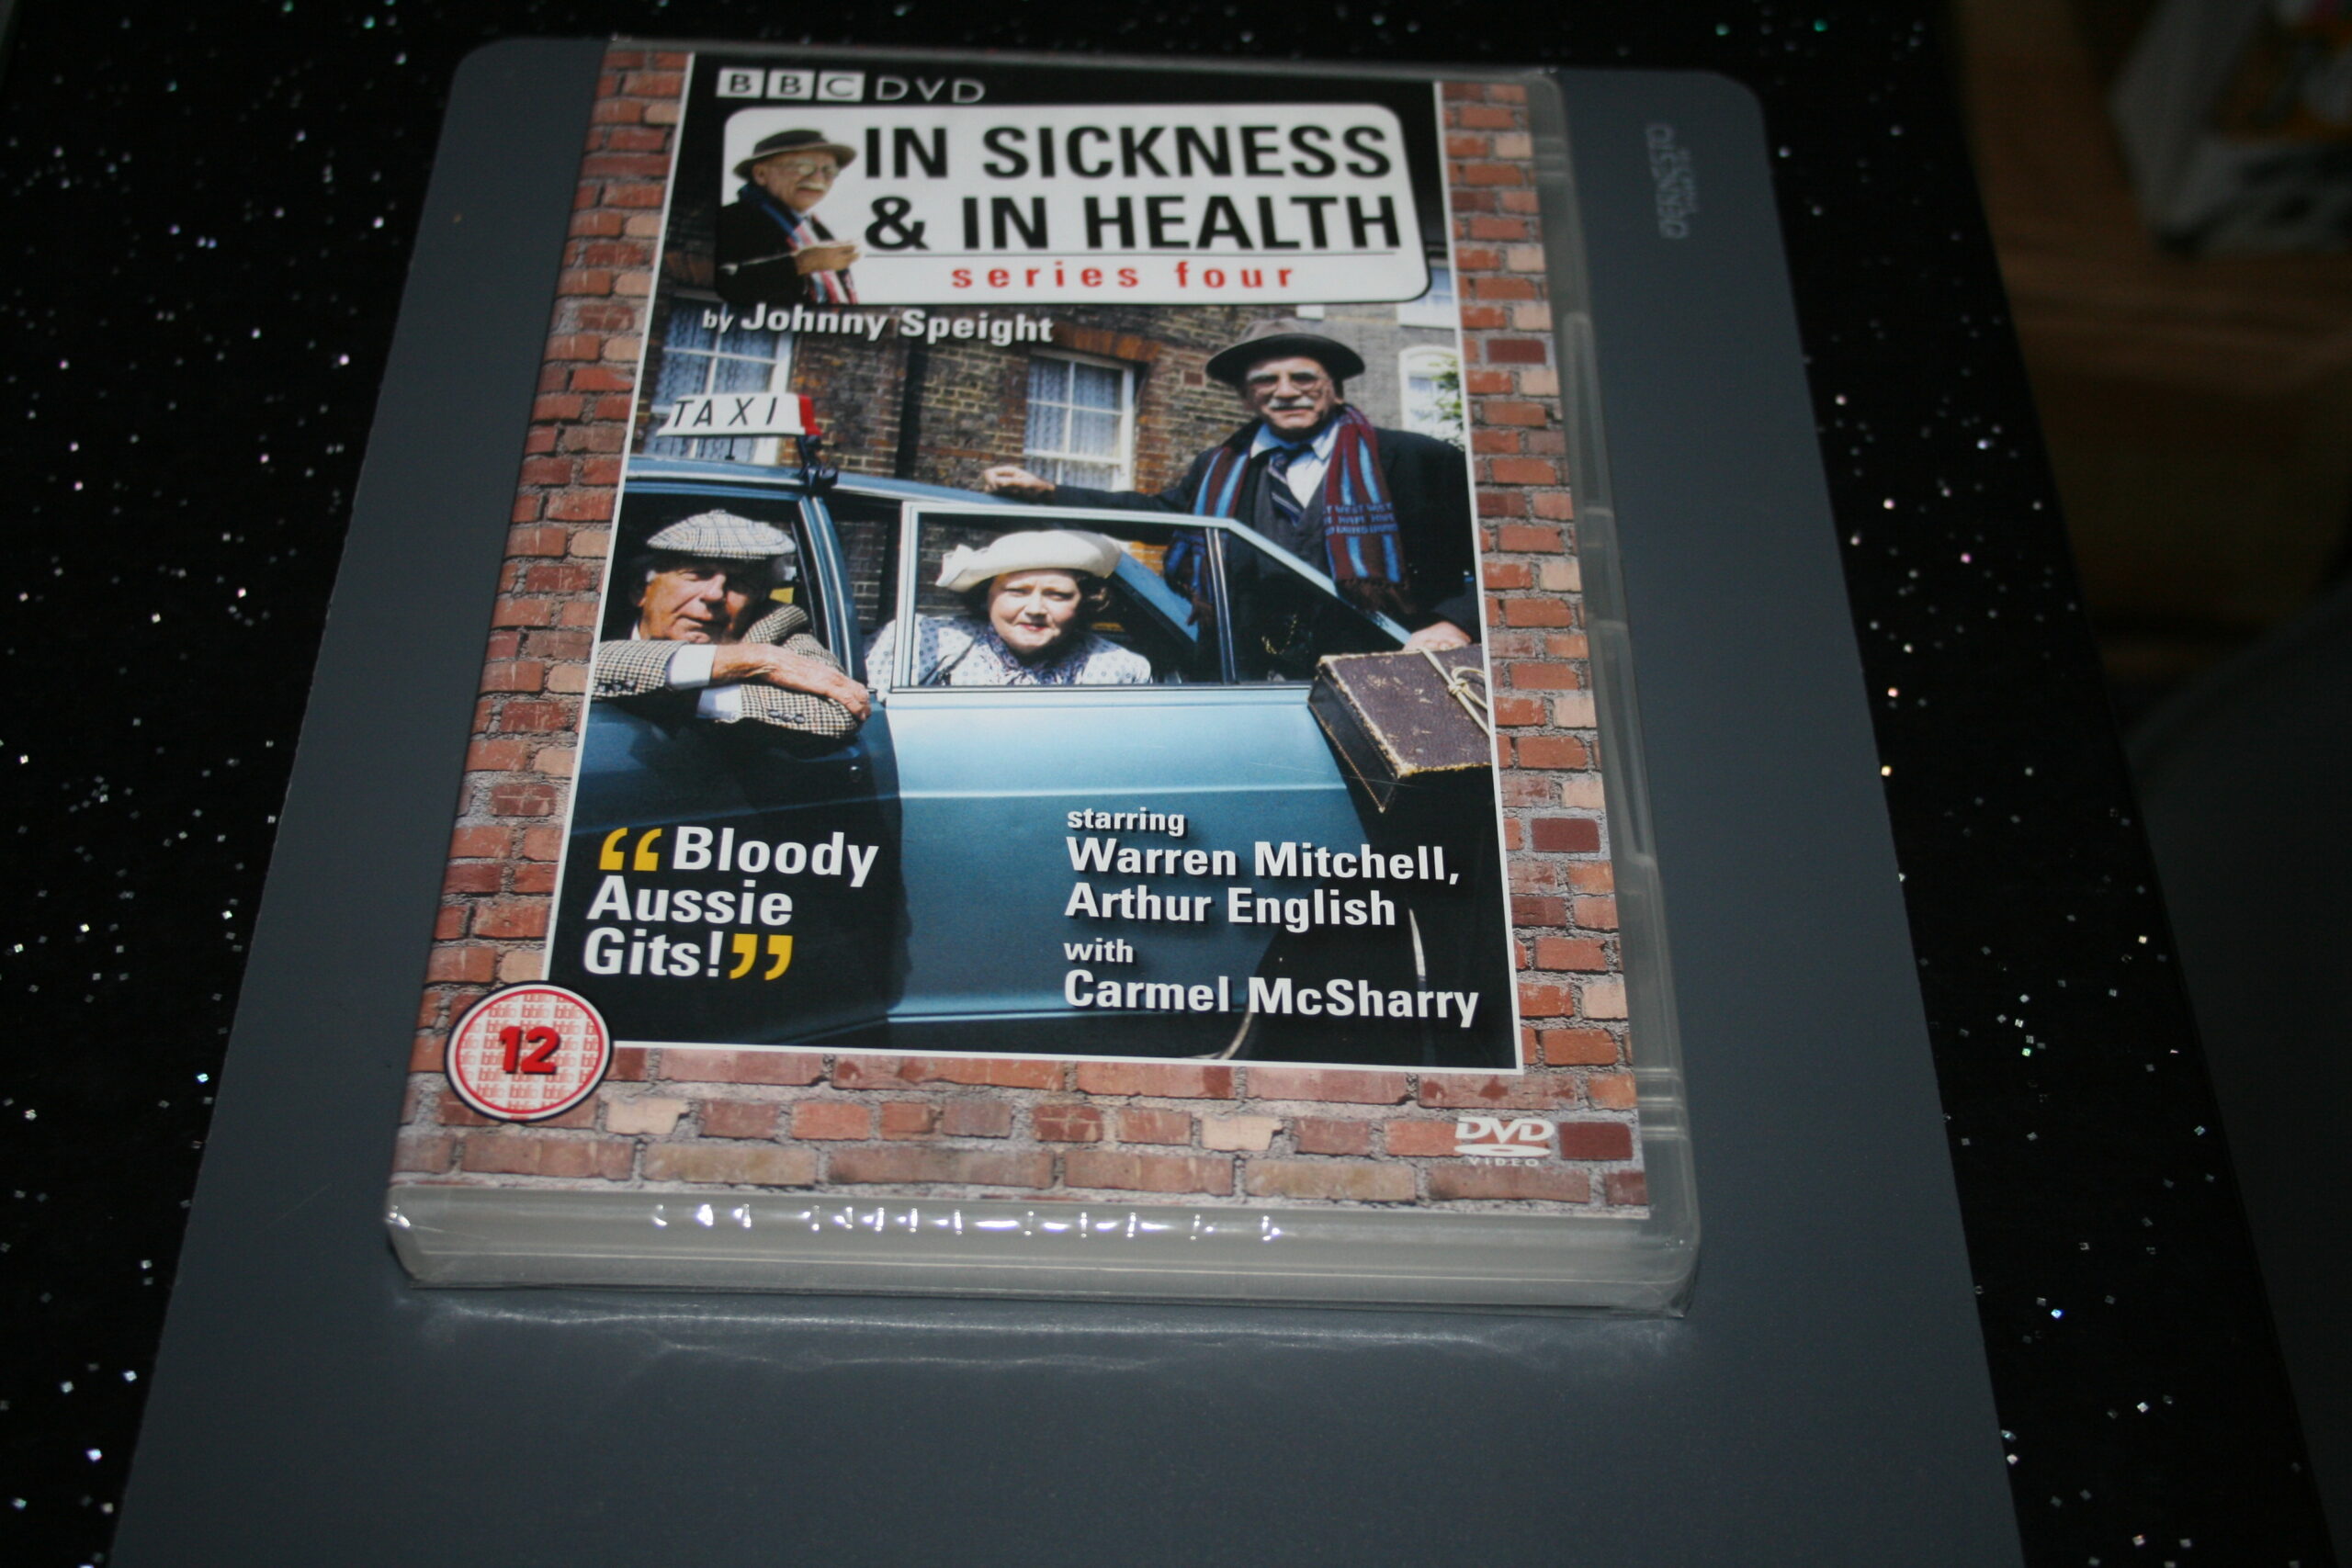 BBC DVD
IN SICKNESS
& IN HEALTH
series four
by Johnny Speight
TAXI
starring
Warren Mitchell,
Arthur English
with
Carmel McSharry
“Bloody
Aussie
Gits!”
12
DVD
VIDEO